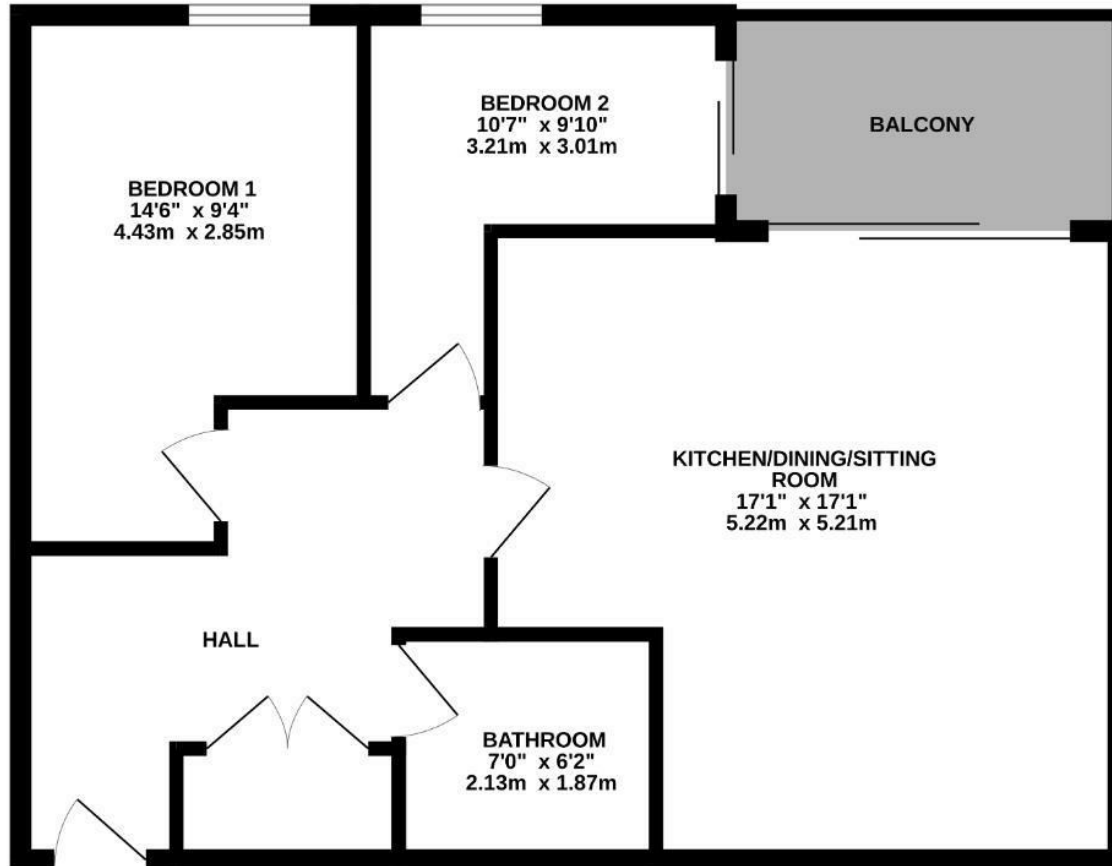 BEDROOM 1
14'6" x 9'4"
4.43m x 2.85m
BEDROOM 2
10'7" x 9'10"
3.21m x 3.01m
BALCONY
KITCHEN/DINING/SITTING
ROOM
17'1" x 17'1"
5.22m x 5.21m
HALL
BATHROOM
7'0" x 6'2"
2.13m x 1.87m